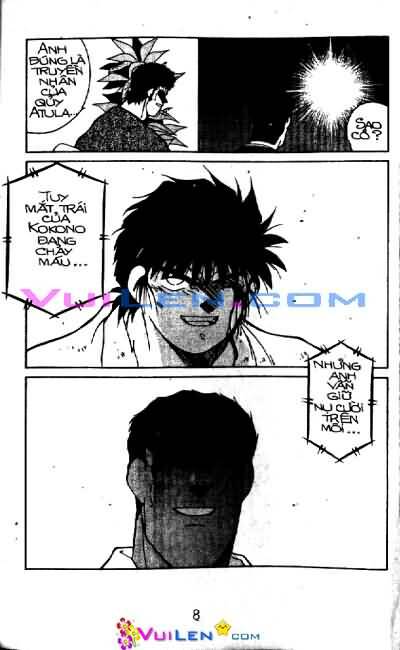 ANH
ĐÚNG LÀ
TRUYỀN
NHÂN
CỦA
QỦY
ATULA...
SAO
CƠ?
TUY
MẮT TRÁI
CỦA
KOKONO
ĐANG
CHẢY
MÁU...
VUILEN.COM
NHƯNG
ANH
VẪN
GIỮ
NỤ CƯỜI
TRÊN
MÔI...
8
VUILEN.COM